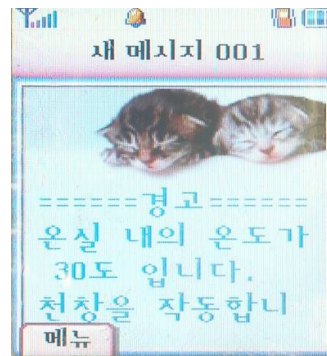 새 메시지 001
======경고======
온실 내의 온도가
30도 입니다.
천창을 작동합니
메뉴